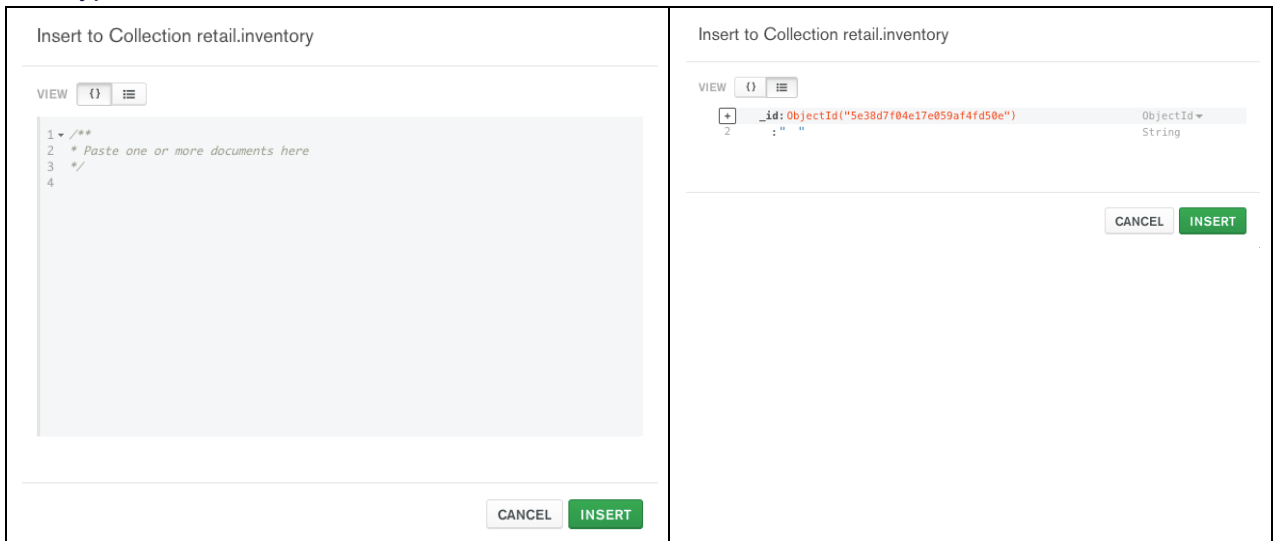 Insert to Collection retail.inventory
VIEW {}
1 /**
2 * Paste one or more documents here
3 */
4
CANCEL INSERT
Insert to Collection retail.inventory
VIEW {}
+ _id: ObjectId("5e38d7f04e17e059af4fd50e") ObjectId
2 : " " String
CANCEL INSERT